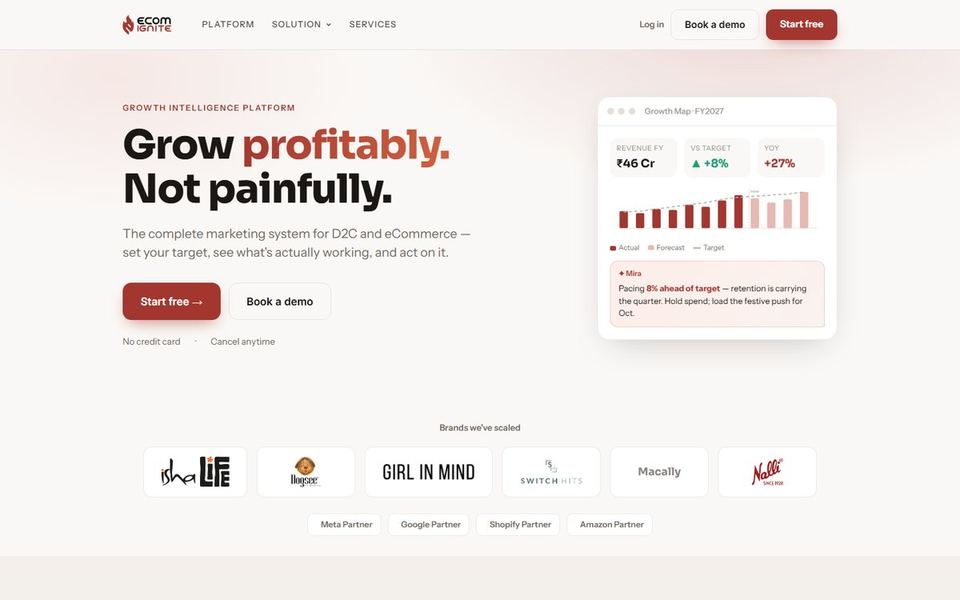 ECOM
IGNITE
PLATFORM
SOLUTION
SERVICES
Log in
Book a demo
Start free
GROWTH INTELLIGENCE PLATFORM
Grow profitably.
Not painfully.
The complete marketing system for D2C and eCommerce —
set your target, see what's actually working, and act on it.
Start free →
Book a demo
No credit card · Cancel anytime
Growth Map · FY2027
REVENUE FY
₹46 Cr
VS TARGET
▲ +8%
YOY
+27%
Actual
Forecast
Target
✦ Mira
Pacing 8% ahead of target — retention is carrying
the quarter. Hold spend; load the festive push for
Oct.
Brands we've scaled
isha LIFE
Dogsee
GIRL IN MIND
SWITCH HITS
Macally
Nalli
SINCE 1928
Meta Partner
Google Partner
Shopify Partner
Amazon Partner